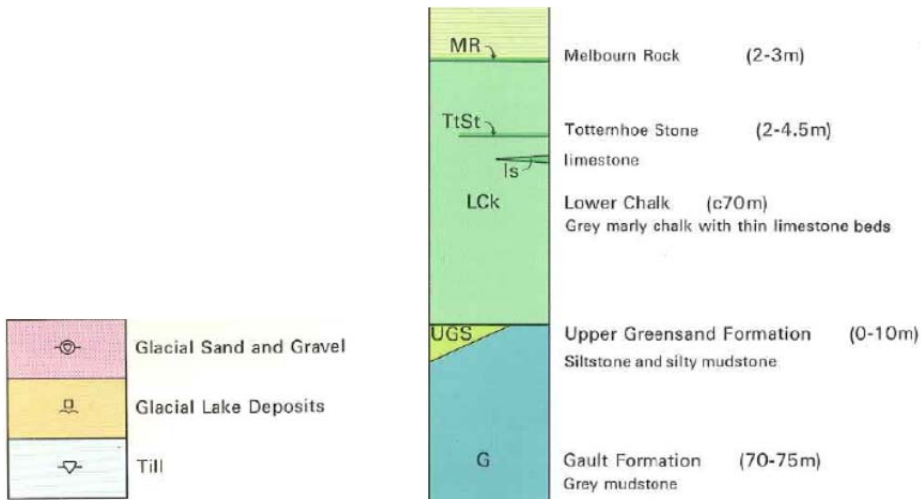 MR
Melbourn Rock (2-3m)
TtSt
Totternhoe Stone (2-4.5m)
limestone
ls
LCk
Lower Chalk (c70m)
Grey marly chalk with thin limestone beds
UGS
Upper Greensand Formation (0-10m)
Siltstone and silty mudstone
G
Gault Formation (70-75m)
Grey mudstone
Glacial Sand and Gravel
Glacial Lake Deposits
Till